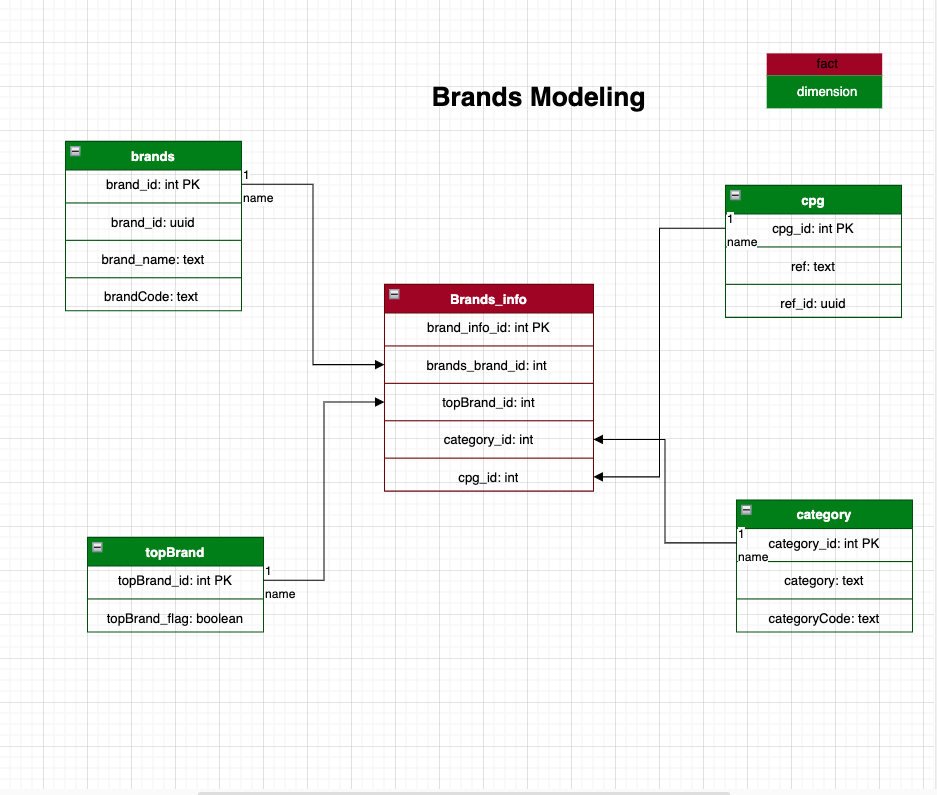 fact
dimension
Brands Modeling
brands
brand_id: int PK
brand_id: uuid
brand_name: text
brandCode: text
1
name
cpg
cpg_id: int PK
ref: text
ref_id: uuid
1
name
Brands_info
brand_info_id: int PK
brands_brand_id: int
topBrand_id: int
category_id: int
cpg_id: int
topBrand
topBrand_id: int PK
topBrand_flag: boolean
1
name
category
category_id: int PK
category: text
categoryCode: text
1
name